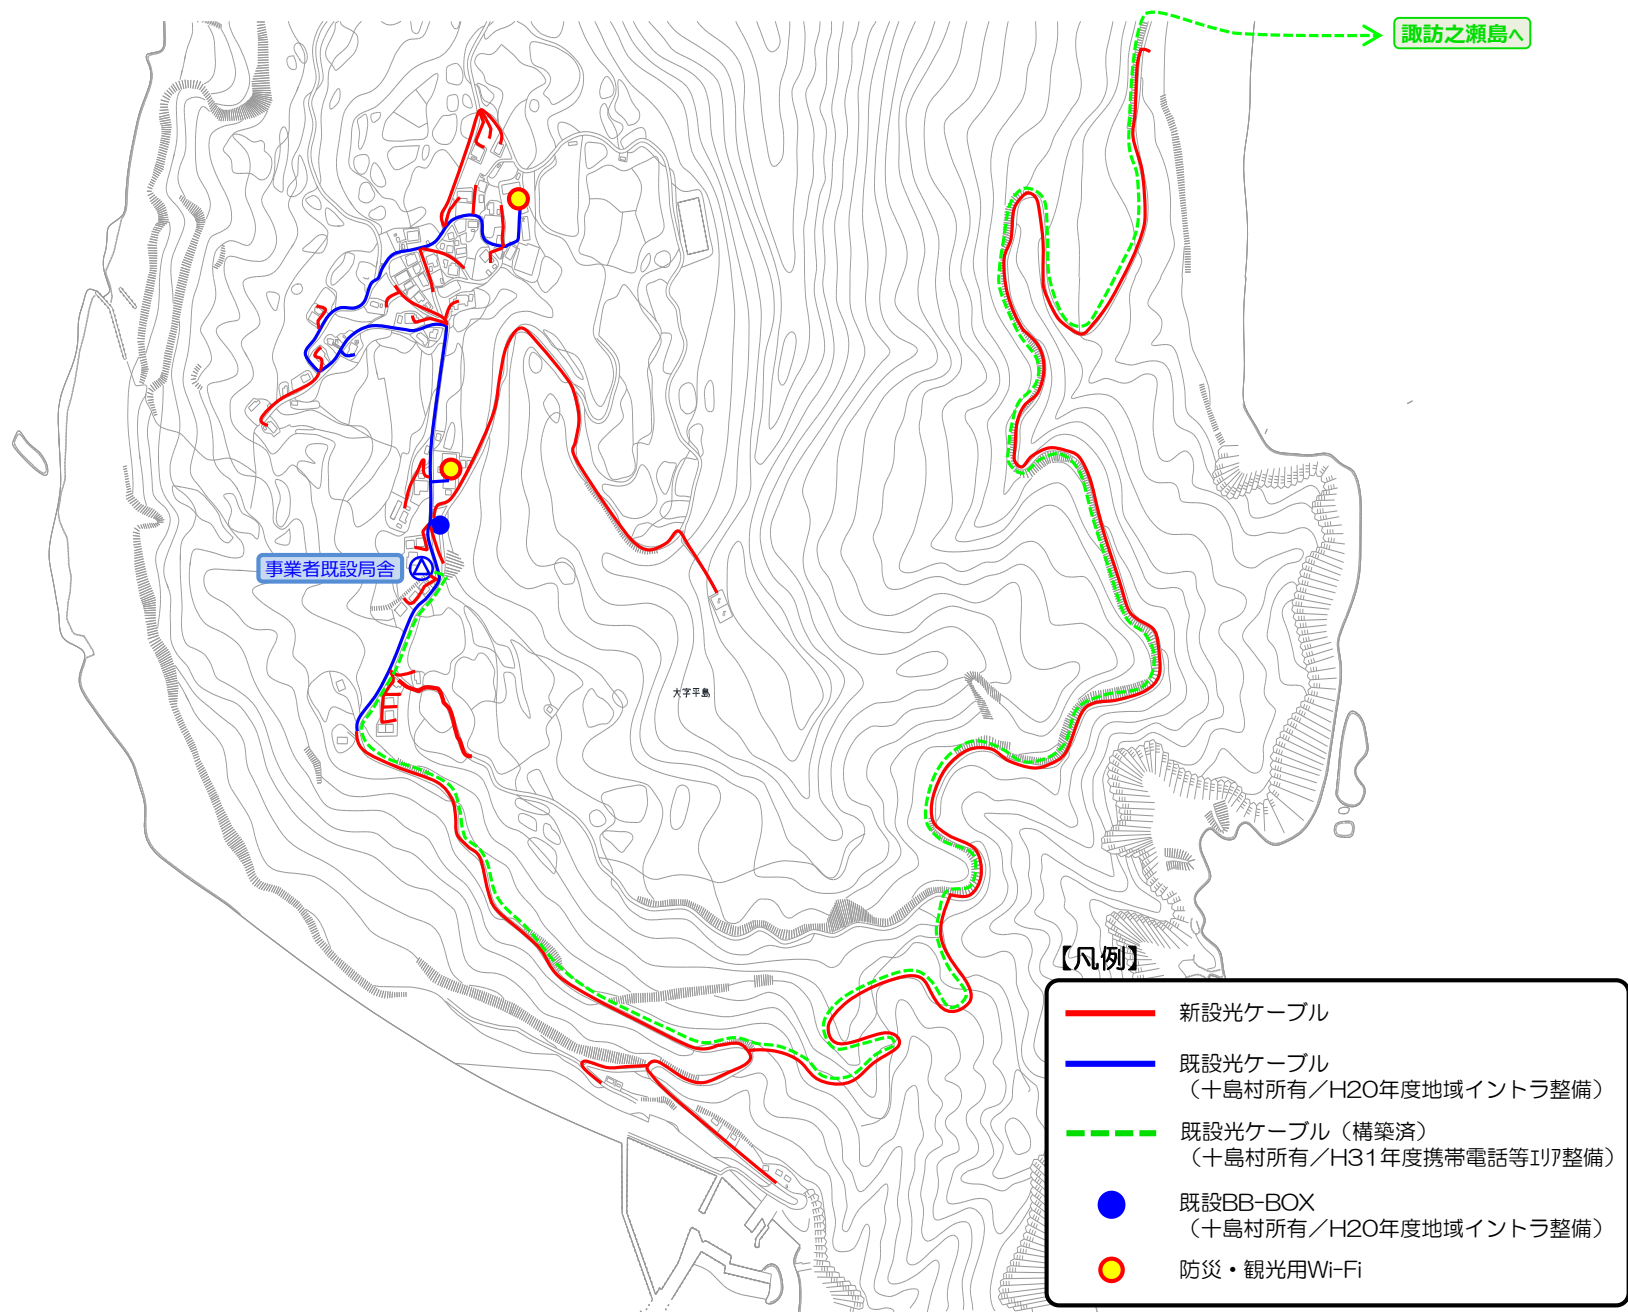 諏訪之瀬島へ
事業者既設局舎
大字平島
【凡例】
新設光ケーブル
既設光ケーブル
（十島村所有／H20年度地域イントラ整備）
既設光ケーブル（構築済）
（十島村所有／H31年度携帯電話等ｴﾘｱ整備）
既設BB-BOX
（十島村所有／H20年度地域イントラ整備）
防災・観光用Wi-Fi